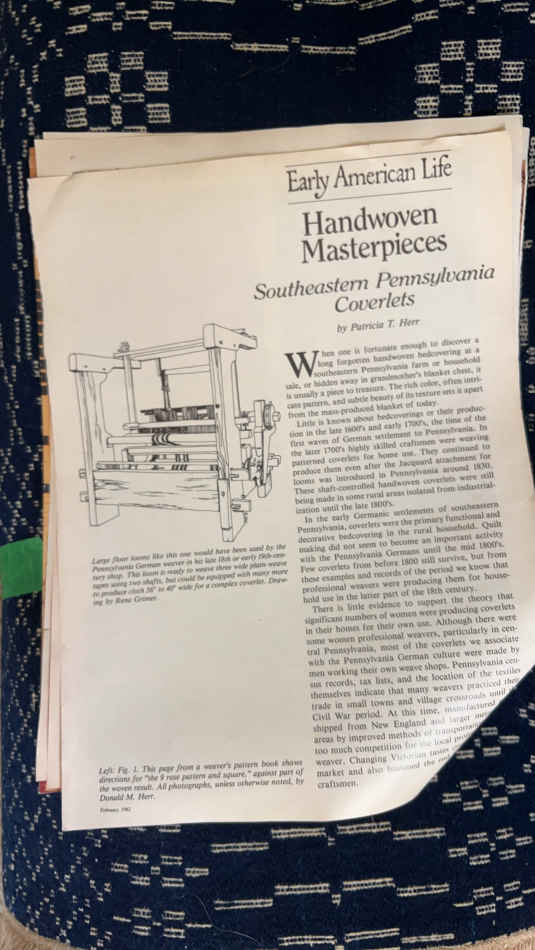 Early American Life
Handwoven
Masterpieces
Southeastern Pennsylvania
Coverlets
by Patricia T. Herr
When one is fortunate enough to discover a
long forgotten handwoven bedcovering at a
southeastern Pennsylvania farm or household
sale, or hidden away in grandmother's blanket chest, it
is usually a piece to treasure. The rich color, often intri-
cate pattern, and subtle beauty of its texture sets it apart
from the mass-produced blanket of today.
Little is known about bedcoverings or their produc-
tion in the late 1600's and early 1700's, the time of the
first waves of German settlement to Pennsylvania. In
the later 1700's highly skilled craftsmen were weaving
patterned coverlets for home use. They continued to
produce them even after the Jacquard attachment for
looms was introduced in Pennsylvania around 1830.
These shaft-controlled handwoven coverlets were still
being made in some rural areas isolated from industrial-
ization until the late 1800's.
In the early Germanic settlements of southeastern
Pennsylvania, coverlets were the primary functional and
decorative bedcovering in the rural household. Quilt
making did not seem to become an important activity
with the Pennsylvania Germans until the mid 1800's.
Few coverlets from before 1800 still survive, but from
these examples and records of the period we know that
professional weavers were producing them for house-
hold use in the latter part of the 18th century.
There is little evidence to support the theory that
significant numbers of women were producing coverlets
in their homes for their own use. Although there were
some women professional weavers, particularly in cen-
tral Pennsylvania, most of the coverlets we associate
with the Pennsylvania German culture were made by
men working their own weave shops. Pennsylvania cen-
sus records, tax lists, and the location of the textiles
themselves indicate that many weavers practiced their
trade in small towns and village crossroads until
Civil War period. At this time, manufactured
shipped from New England and larger
areas by improved methods of
too much competition for the local
weaver. Changing Victorian tastes
market and also the
craftsmen.
Large floor looms like this one would have been used by the
Pennsylvania German weaver in his late 18th or early 19th-cen-
tury shop. This loom is ready to weave three wide plain-weave
tapes using two shafts, but could be equipped with many more
to produce cloth 36" to 40" wide for a complex coverlet. Draw-
ing by Rena Groner.
Left: Fig. 1. This page from a weaver's pattern book shows
directions for "the 9 rose pattern and square," against part of
the woven result. All photographs, unless otherwise noted, by
Donald M. Herr.
February, 1982